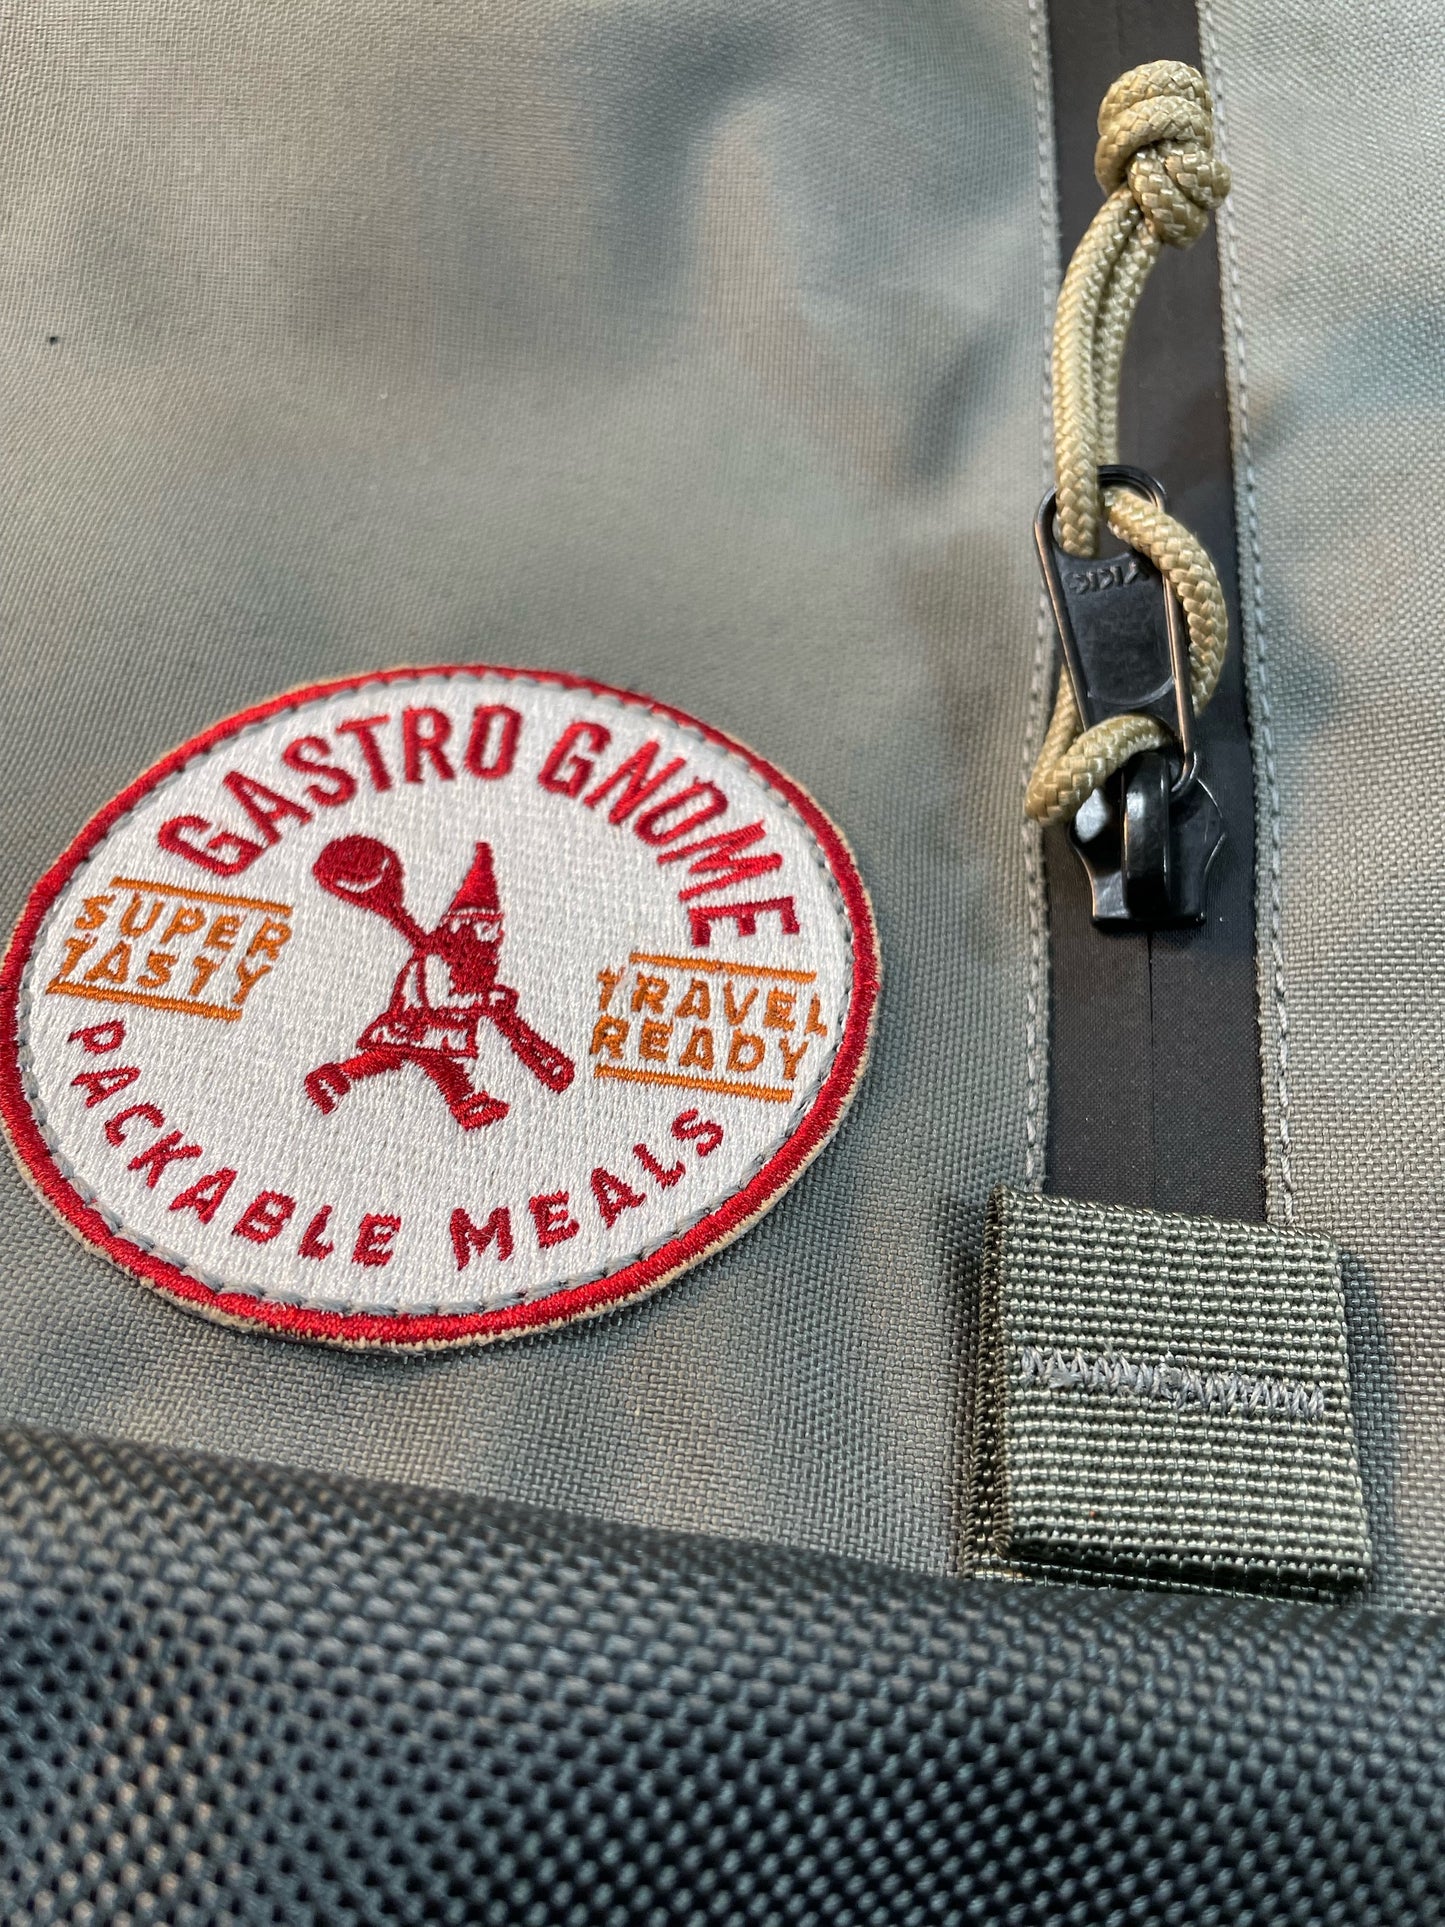 GASTRO GNOME
SUPER
TASTY
TRAVEL
READY
PACKABLE MEALS
YKK